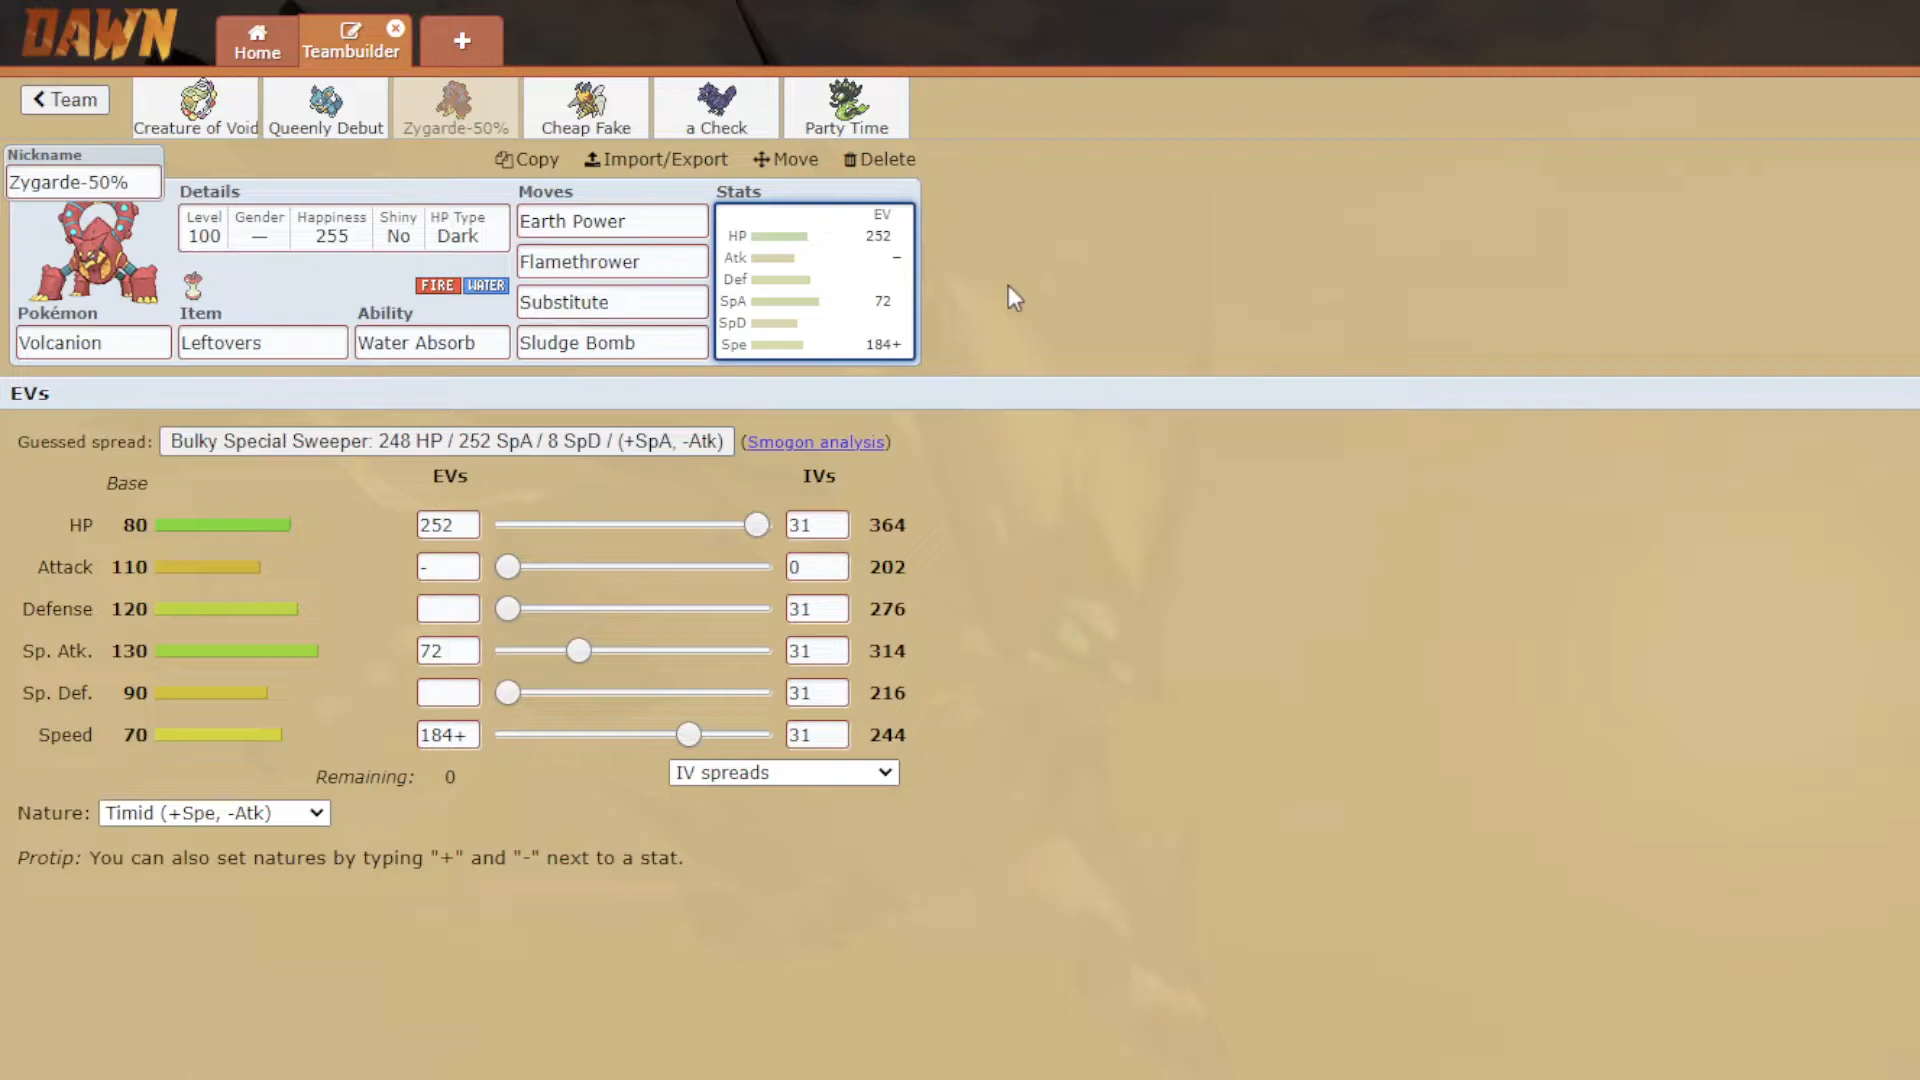 DAWN
Home
Teambuilder
+
Team
Creature of Void
Queenly Debut
Zygarde-50%
Cheap Fake
a Check
Party Time
Copy
Import/Export
Move
Delete
Nickname
Zygarde-50%
Details
Level
100
Gender
—
Happiness
255
Shiny
No
HP Type
Dark
FIRE
WATER
Pokémon
Volcanion
Item
Leftovers
Ability
Water Absorb
Moves
Earth Power
Flamethrower
Substitute
Sludge Bomb
Stats
EV
HP 252
Atk −
Def
SpA 72
SpD
Spe 184+
EVs
Guessed spread: Bulky Special Sweeper: 248 HP / 252 SpA / 8 SpD / (+SpA, -Atk) (Smogon analysis)
Base EVs IVs
HP 80 252 31 364
Attack 110 - 0 202
Defense 120 31 276
Sp. Atk. 130 72 31 314
Sp. Def. 90 31 216
Speed 70 184+ 31 244
Remaining: 0 IV spreads
Nature: Timid (+Spe, -Atk)
Protip: You can also set natures by typing "+" and "-" next to a stat.